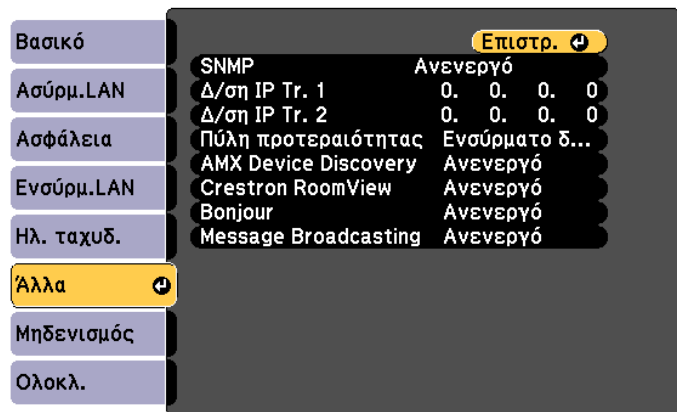 Βασικό
Ασύρμ.LAN
Ασφάλεια
Ενσύρμ.LAN
Ηλ. ταχυδ.
Άλλα
Μηδενισμός
Ολοκλ.
Επιστρ.
SNMP Ανενεργό
Δ/ση IP Tr. 1 0. 0. 0. 0
Δ/ση IP Tr. 2 0. 0. 0. 0
Πύλη προτεραιότητας Ενσύρματο δ...
AMX Device Discovery Ανενεργό
Crestron RoomView Ανενεργό
Bonjour Ανενεργό
Message Broadcasting Ανενεργό